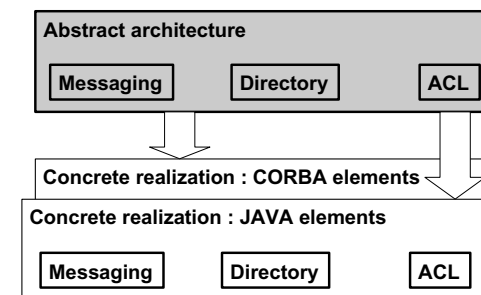 Abstract architecture
Messaging Directory ACL
Concrete realization : CORBA elements
Concrete realization : JAVA elements
Messaging Directory ACL